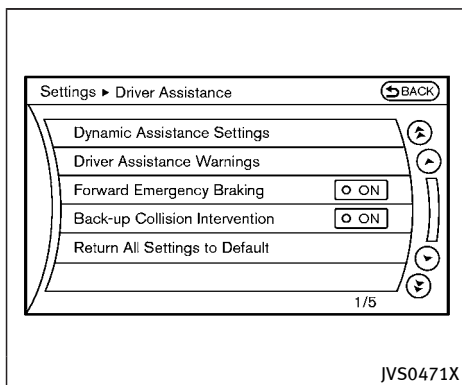 Settings ▸ Driver Assistance BACK
Dynamic Assistance Settings
Driver Assistance Warnings
Forward Emergency Braking ON
Back-up Collision Intervention ON
Return All Settings to Default
1/5
JVS0471X